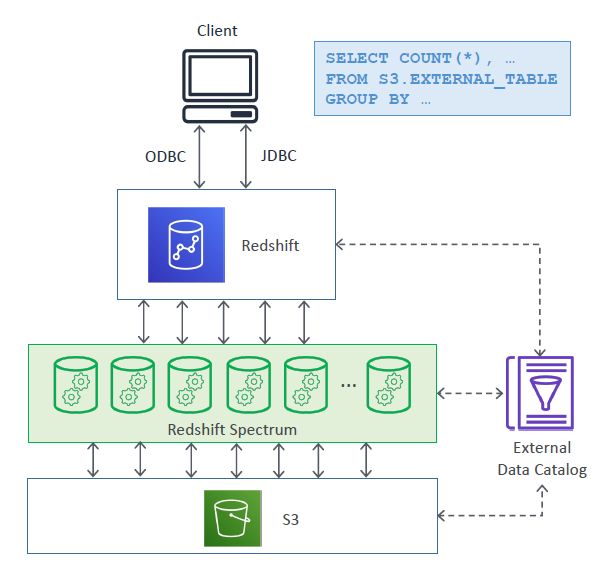 Client
SELECT COUNT(*), …
FROM S3.EXTERNAL_TABLE
GROUP BY …
ODBC
JDBC
Redshift
...
Redshift Spectrum
External
Data Catalog
S3